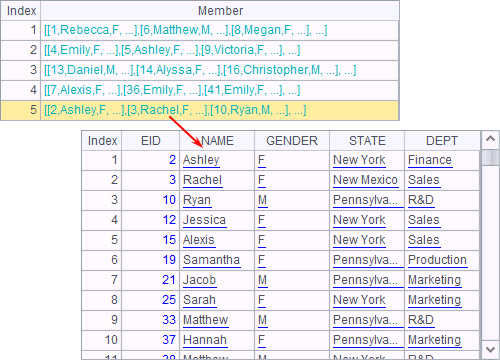 Index Member
1 [[1,Rebecca,F, ...],[6,Matthew,M, ...],[8,Megan,F, ...], ...]
2 [[4,Emily,F, ...],[5,Ashley,F, ...],[9,Victoria,F, ...], ...]
3 [[13,Daniel,M, ...],[14,Alyssa,F, ...],[16,Christopher,M, ...], ...]
4 [[7,Alexis,F, ...],[36,Emily,F, ...],[41,Emily,F, ...], ...]
5 [[2,Ashley,F, ...],[3,Rachel,F, ...],[10,Ryan,M, ...], ...]
Index EID NAME GENDER STATE DEPT
1 2 Ashley F New York Finance
2 3 Rachel F New Mexico Sales
3 10 Ryan M Pennsylva... R&D
4 12 Jessica F New York Sales
5 15 Alexis F New York Sales
6 19 Samantha F Pennsylva... Production
7 21 Jacob M New York Marketing
8 25 Sarah F New York Marketing
9 33 Matthew M Pennsylva... R&D
10 37 Hannah F Pennsylva... Marketing
11 38 Matthew M New York R&D